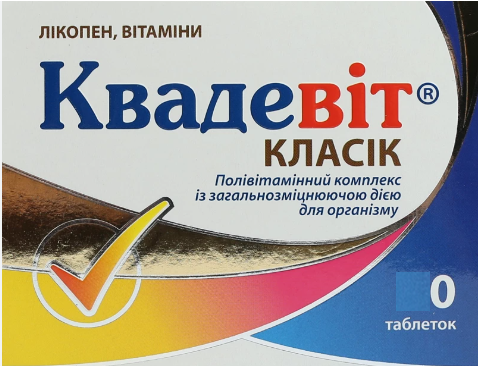 ЛІКОПЕН, ВІТАМІНИ
Квадевіт®
КЛАСІК
Полівітамінний комплекс
із загальнозміцнюючою дією
для організму
0
таблеток